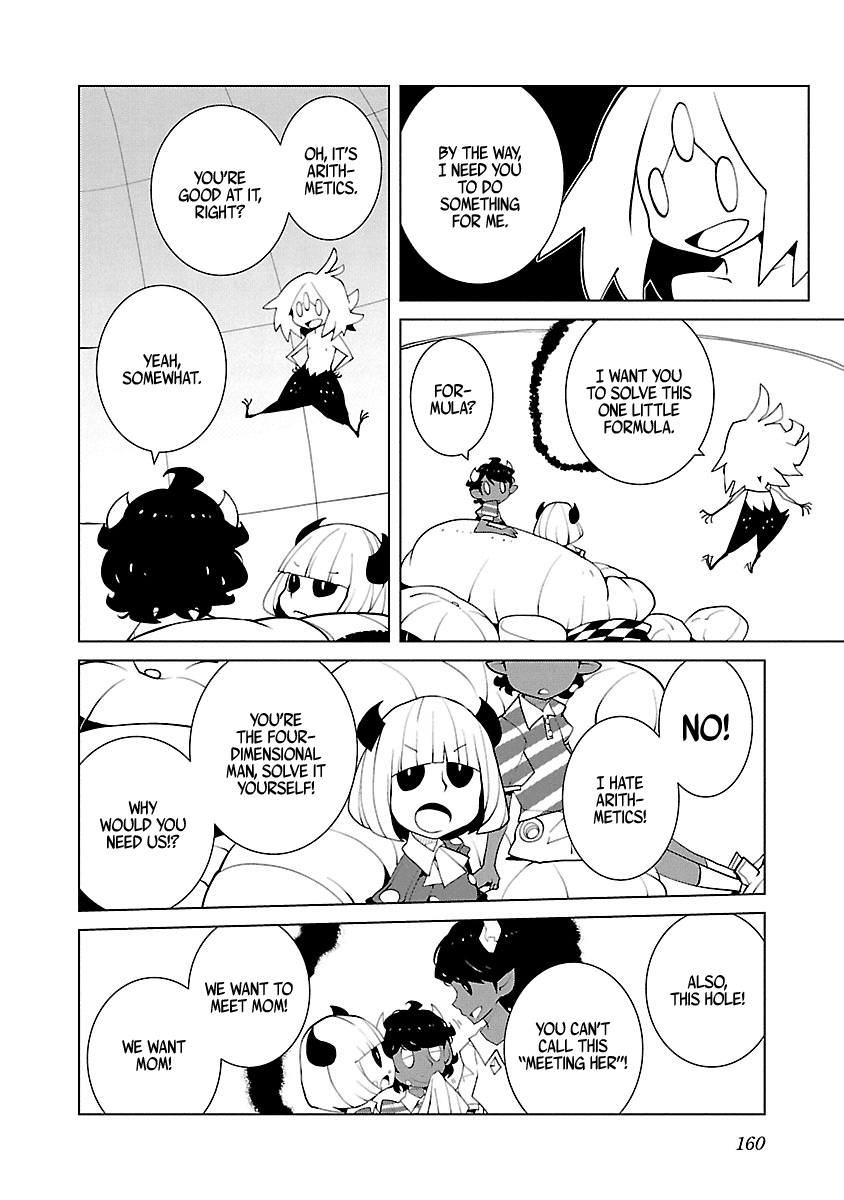 BY THE WAY,
I NEED YOU
TO DO
SOMETHING
FOR ME.
I WANT YOU
TO SOLVE THIS
ONE LITTLE
FORMULA.
FOR-
MULA?
OH, IT'S
ARITH-
METICS.
YOU'RE
GOOD AT IT,
RIGHT?
YEAH,
SOMEWHAT.
NO!
I HATE
ARITH-
METICS!
YOU'RE
THE FOUR-
DIMENSIONAL
MAN, SOLVE IT
YOURSELF!
WHY
WOULD YOU
NEED US!?
ALSO,
THIS HOLE!
YOU CAN'T
CALL THIS
"MEETING HER"!
WE WANT TO
MEET MOM!
WE WANT
MOM!
160